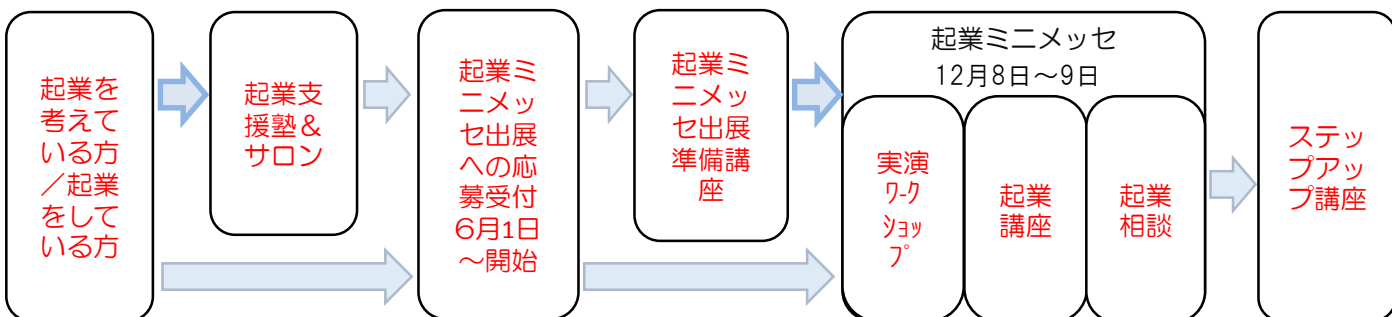 起業を
考えて
いる方
／起業
をして
いる方
起業支
援塾＆
サロン
起業ミ
ニメッ
セ出展
への応
募受付
6月1日
～開始
起業ミ
ニメッ
セ出展
準備講
座
起業ミニメッセ
12月8日～9日
実演
ﾜｰｸ
ｼｮｯ
ﾌﾟ
起業
講座
起業
相談
ステッ
プアッ
プ講座